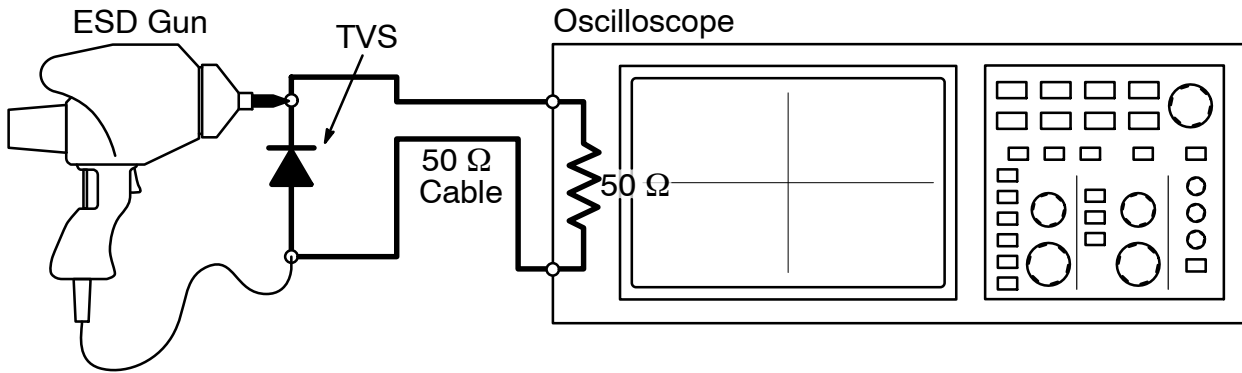 ESD Gun
TVS
Oscilloscope
50 Ω
Cable
50 Ω